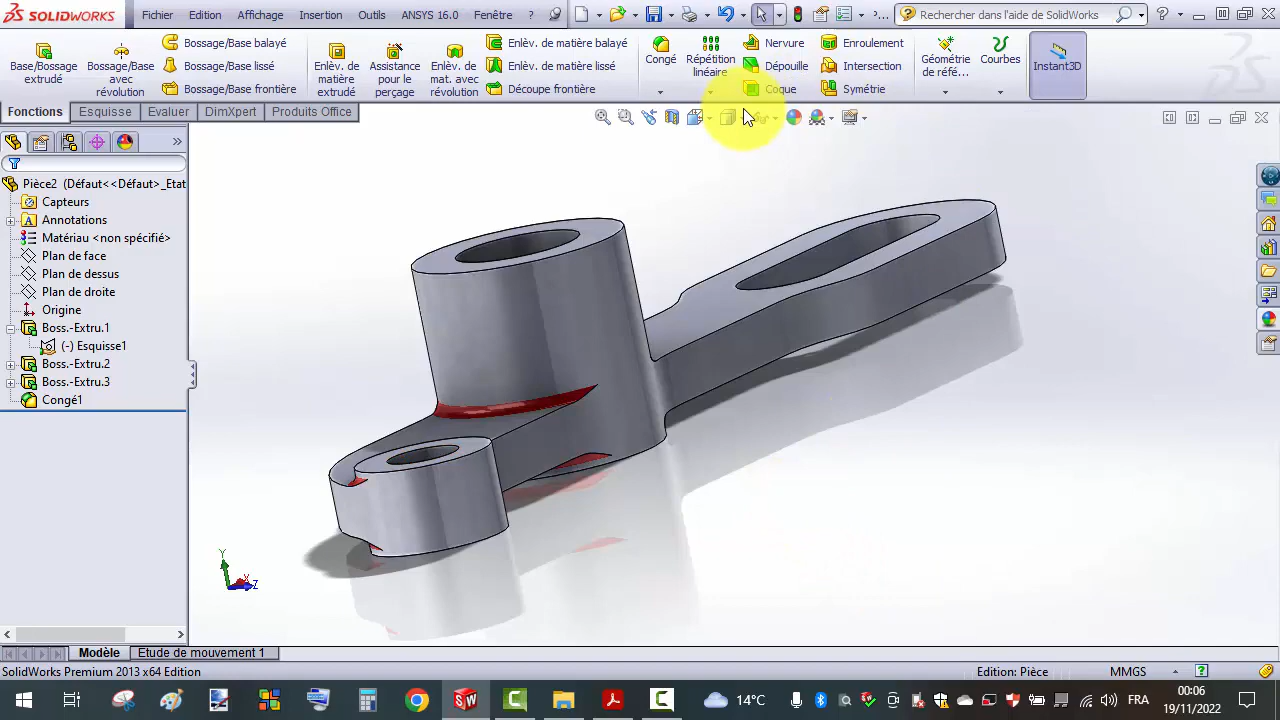 SOLIDWORKS
Fichier Edition Affichage Insertion Outils ANSYS 16.0 Fenêtre ?
Rechercher dans l'aide de SolidWorks
Base/Bossage extrudé
Bossage/Base avec révolution
Bossage/Base balayé
Bossage/Base lissé
Bossage/Base frontière
Enlèv. de matière extrudé
Assistance pour le perçage
Enlèv. de mat. avec révolution
Enlèv. de matière balayé
Enlèv. de matière lissé
Découpe frontière
Congé
Répétition linéaire
Nervure
Dépouille
Coque
Enroulement
Intersection
Symétrie
Géométrie de réfé...
Courbes
Instant3D
Fonctions Esquisse Evaluer DimXpert Produits Office
Pièce2 (Défaut<<Défaut>_Etat
Capteurs
Annotations
Matériau <non spécifié>
Plan de face
Plan de dessus
Plan de droite
Origine
Boss.-Extru.1
(-) Esquisse1
Boss.-Extru.2
Boss.-Extru.3
Congé1
Y
X
Z
Modèle Etude de mouvement 1
SolidWorks Premium 2013 x64 Edition
Edition: Pièce
MMGS
14°C
FRA
00:06
19/11/2022